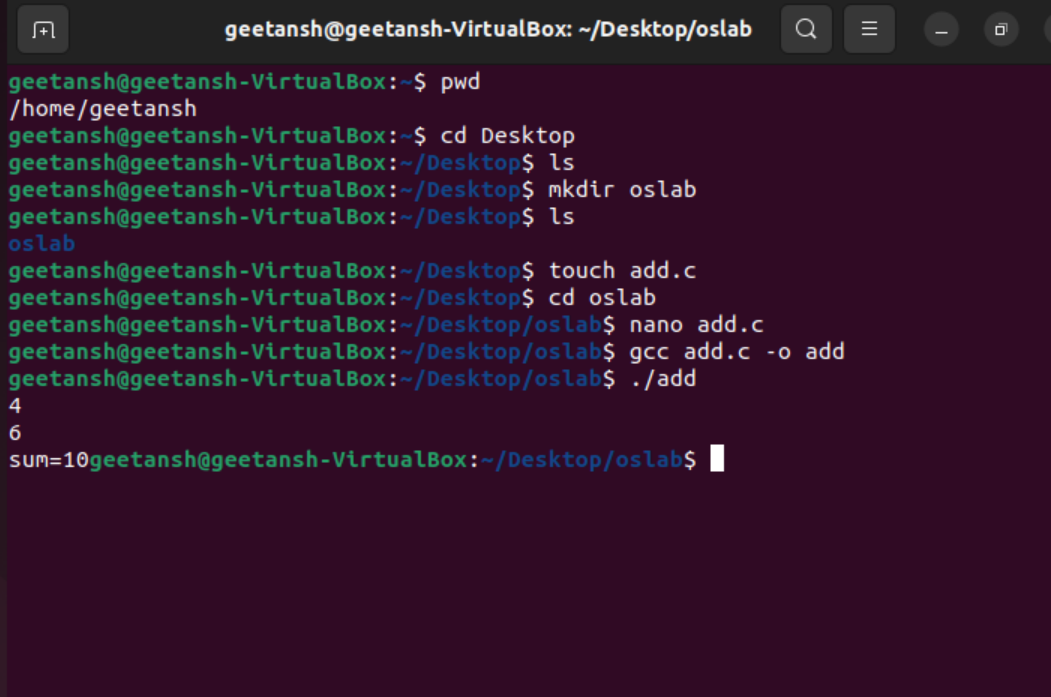 geetansh@geetansh-VirtualBox: ~/Desktop/oslab
geetansh@geetansh-VirtualBox:~$ pwd
/home/geetansh
geetansh@geetansh-VirtualBox:~$ cd Desktop
geetansh@geetansh-VirtualBox:~/Desktop$ ls
geetansh@geetansh-VirtualBox:~/Desktop$ mkdir oslab
geetansh@geetansh-VirtualBox:~/Desktop$ ls
oslab
geetansh@geetansh-VirtualBox:~/Desktop$ touch add.c
geetansh@geetansh-VirtualBox:~/Desktop$ cd oslab
geetansh@geetansh-VirtualBox:~/Desktop/oslab$ nano add.c
geetansh@geetansh-VirtualBox:~/Desktop/oslab$ gcc add.c -o add
geetansh@geetansh-VirtualBox:~/Desktop/oslab$ ./add
4
6
sum=10geetansh@geetansh-VirtualBox:~/Desktop/oslab$